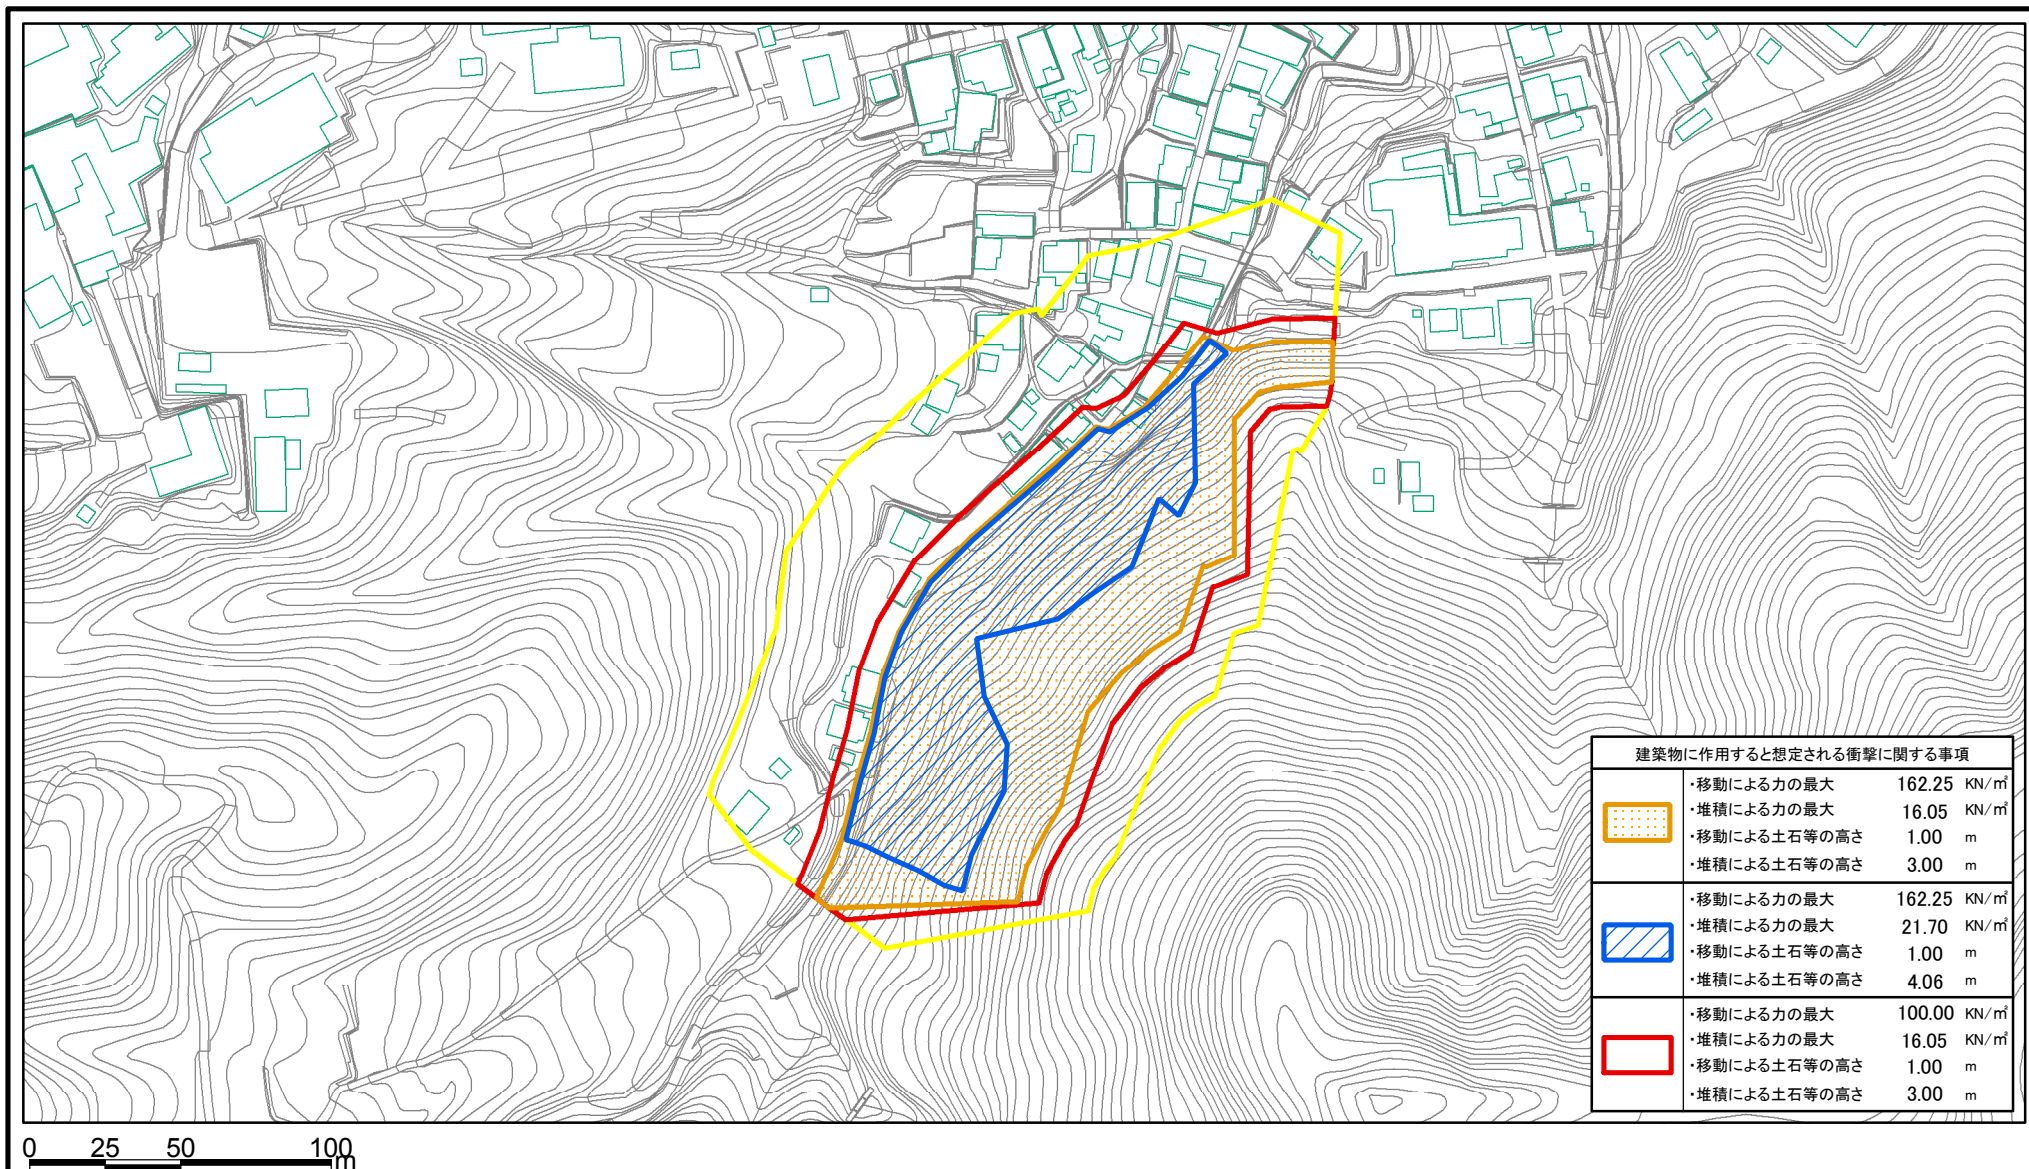 建築物に作用すると想定される衝撃に関する事項
・移動による力の最大 162.25 KN/㎡
・堆積による力の最大 16.05 KN/㎡
・移動による土石等の高さ 1.00 m
・堆積による土石等の高さ 3.00 m
・移動による力の最大 162.25 KN/㎡
・堆積による力の最大 21.70 KN/㎡
・移動による土石等の高さ 1.00 m
・堆積による土石等の高さ 4.06 m
・移動による力の最大 100.00 KN/㎡
・堆積による力の最大 16.05 KN/㎡
・移動による土石等の高さ 1.00 m
・堆積による土石等の高さ 3.00 m
0 25 50 100
m